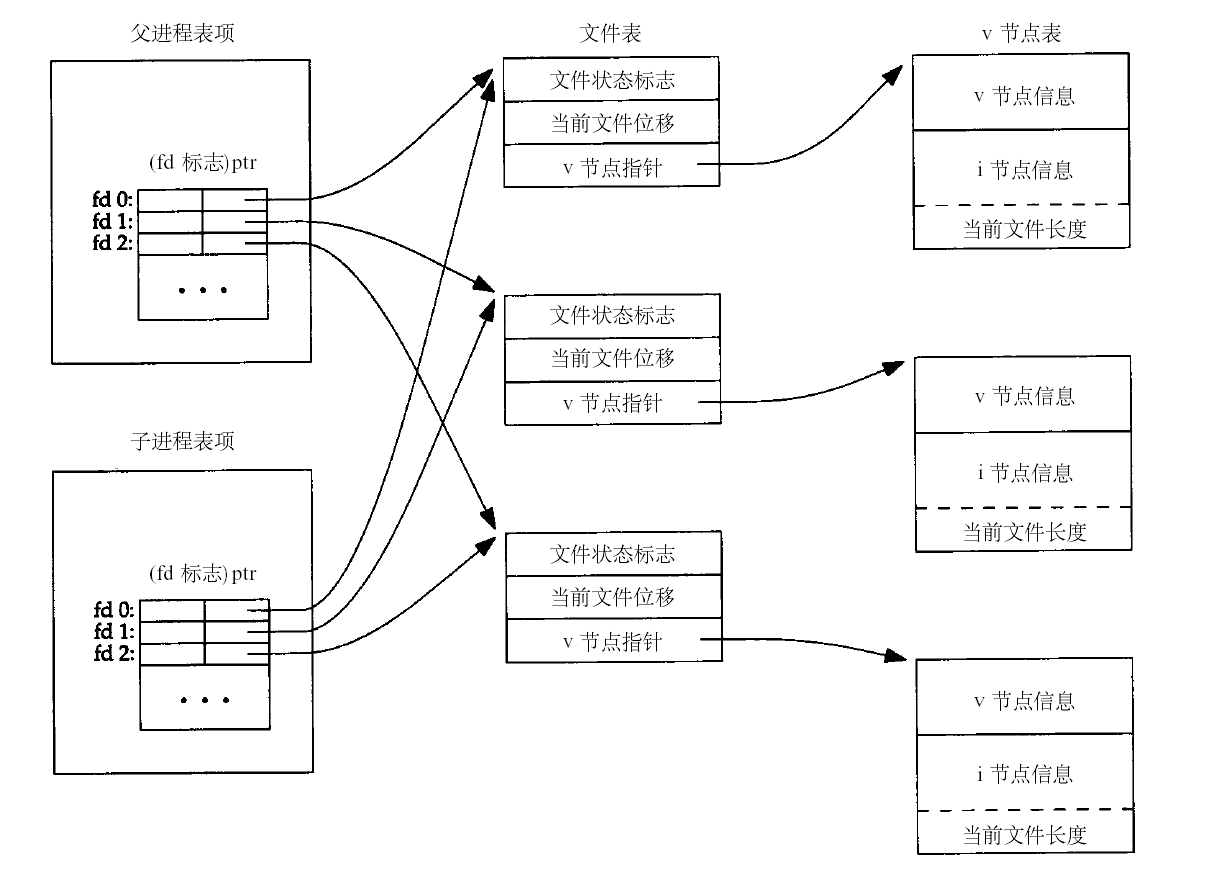 父进程表项
(fd 标志)ptr
fd 0:
fd 1:
fd 2:
• • •
子进程表项
(fd 标志)ptr
fd 0:
fd 1:
fd 2:
• • •
文件表
文件状态标志
当前文件位移
v 节点指针
文件状态标志
当前文件位移
v 节点指针
文件状态标志
当前文件位移
v 节点指针
v 节点表
v 节点信息
i 节点信息
当前文件长度
v 节点信息
i 节点信息
当前文件长度
v 节点信息
i 节点信息
当前文件长度